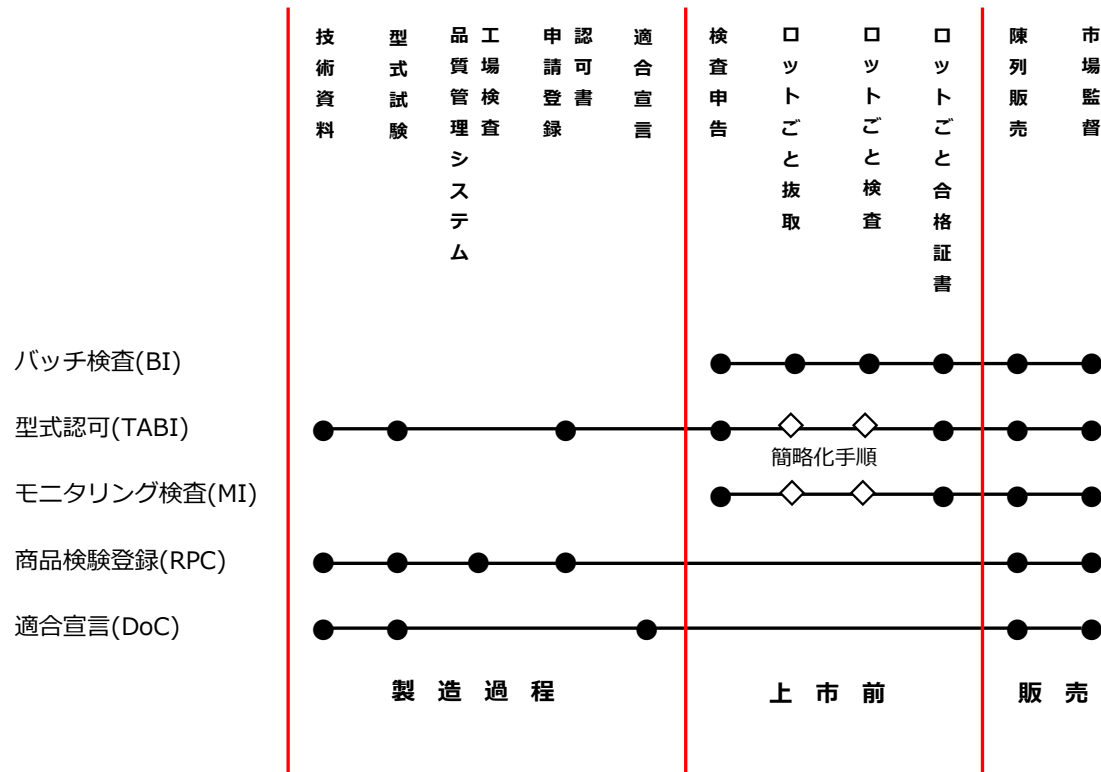 技術資料
型式試験
品質管理システム
工場検査
申請登録
認可書
適合宣言
検査申告
ロットごと抜取
ロットごと検査
ロットごと合格証書
陳列販売
市場監督
バッチ検査(BI)
型式認可(TABI)
簡略化手順
モニタリング検査(MI)
商品検験登録(RPC)
適合宣言(DoC)
製造過程
上市前
販売